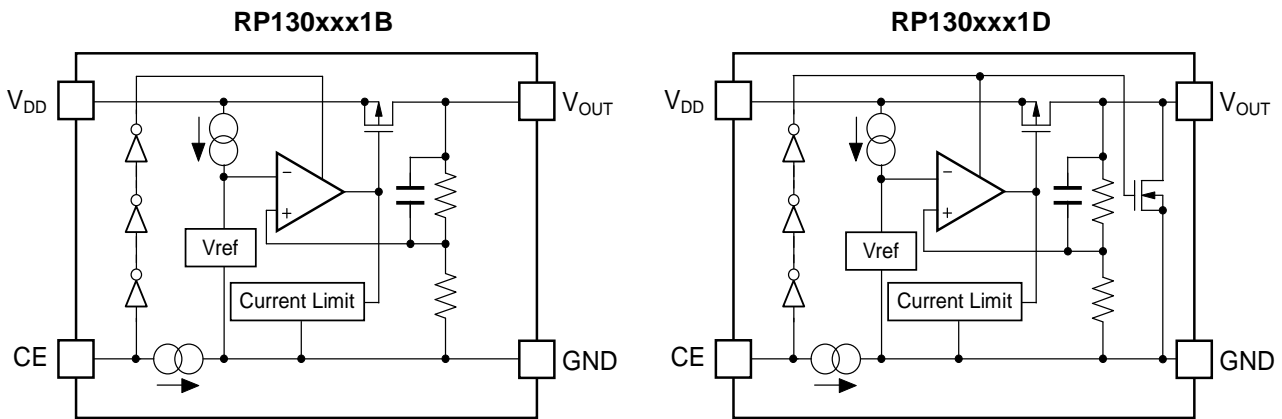 RP130xxx1B
RP130xxx1D
VDD
VOUT
−
+
Vref
Current Limit
CE
GND
VDD
VOUT
−
+
Vref
Current Limit
CE
GND